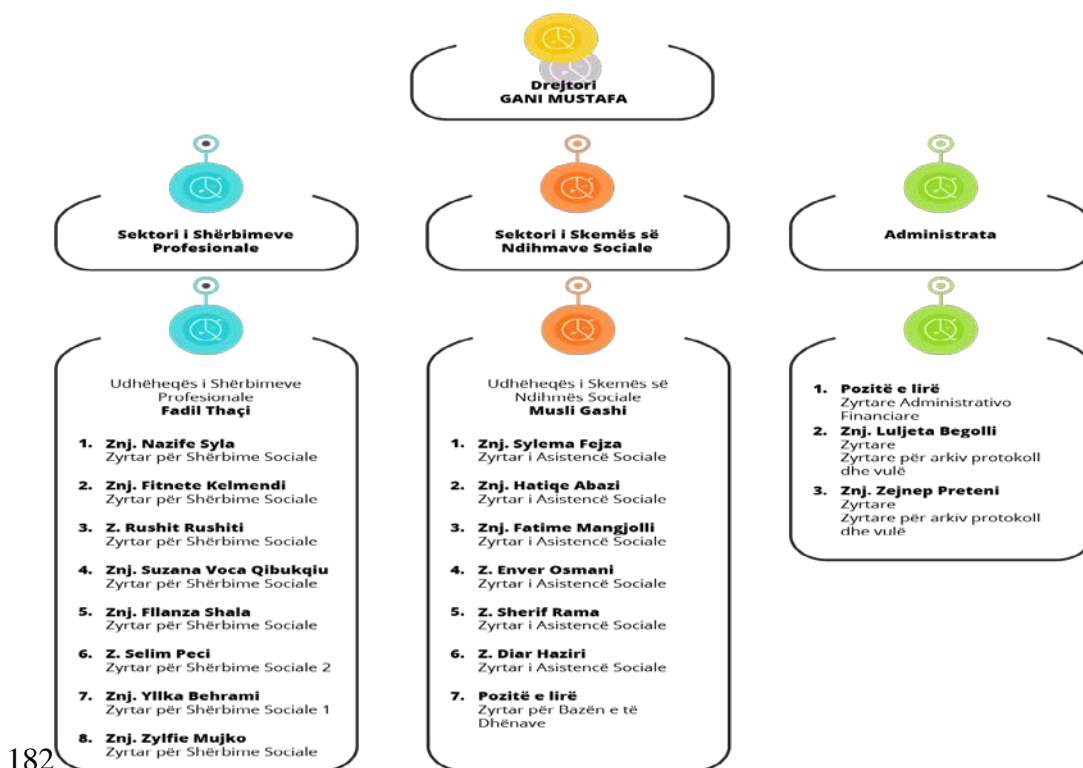 Drejtori
GANI MUSTAFA
Sektori i Shërbimeve
Profesionale
Udhëheqës i Shërbimeve
Profesionale
Fadil Thaçi
1. Znj. Nazife Syla
Zyrtar për Shërbime Sociale
2. Znj. Fitnete Kelmendi
Zyrtar për Shërbime Sociale
3. Z. Rushit Rushiti
Zyrtar për Shërbime Sociale
4. Znj. Suzana Voca Qibukqiu
Zyrtar për Shërbime Sociale
5. Znj. Fllanza Shala
Zyrtar për Shërbime Sociale
6. Z. Selim Peci
Zyrtar për Shërbime Sociale 2
7. Znj. Yllka Behrami
Zyrtar për Shërbime Sociale 1
8. Znj. Zylfie Mujko
Zyrtar për Shërbime Sociale
Sektori i Skemës së
Ndihmave Sociale
Udhëheqës i Skemës së
Ndihmës Sociale
Musli Gashi
1. Znj. Sylema Fejza
Zyrtar i Asistencë Sociale
2. Znj. Hatiqe Abazi
Zyrtar i Asistencë Sociale
3. Znj. Fatime Mangjolli
Zyrtar i Asistencë Sociale
4. Z. Enver Osmani
Zyrtar i Asistencë Sociale
5. Z. Sherif Rama
Zyrtar i Asistencë Sociale
6. Z. Diar Haziri
Zyrtar i Asistencë Sociale
7. Pozitë e lirë
Zyrtar për Bazën e të
Dhënave
Administrata
1. Pozitë e lirë
Zyrtare Administrativo
Financiare
2. Znj. Luljeta Begolli
Zyrtare
Zyrtare për arkiv protokoll
dhe vulë
3. Znj. Zejnep Preteni
Zyrtare
Zyrtare për arkiv protokoll
dhe vulë
182